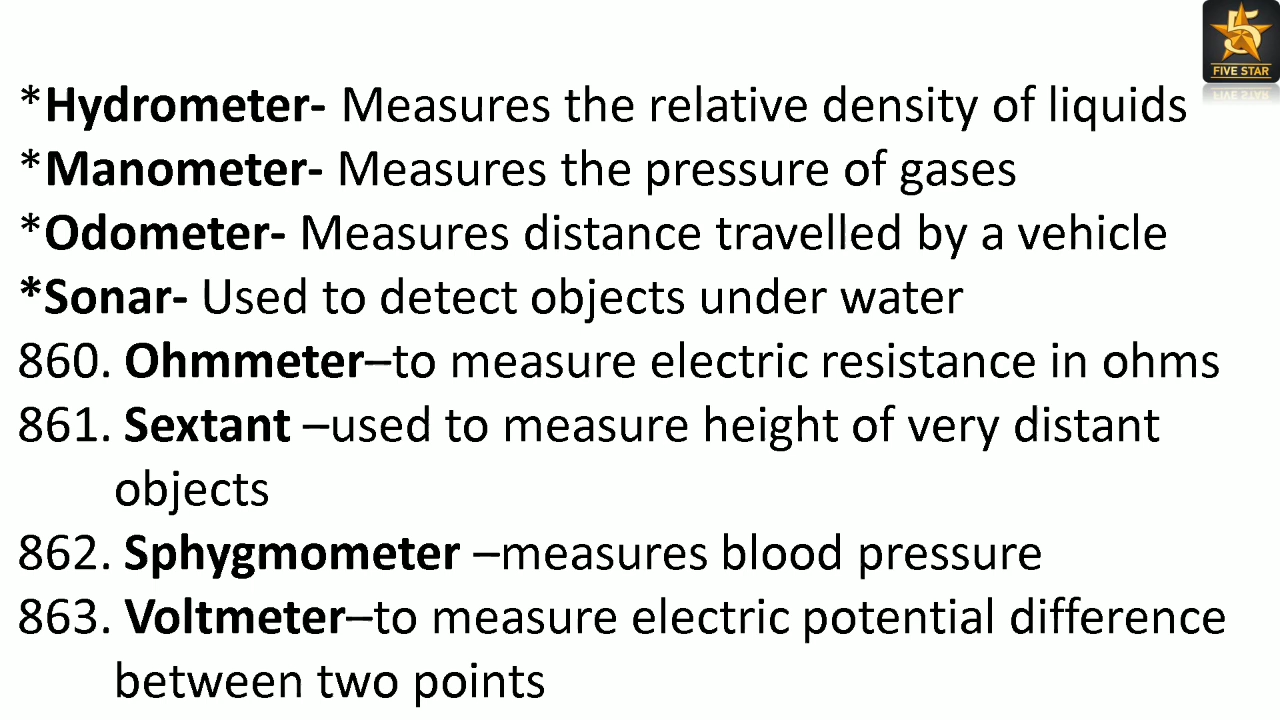 5
FIVE STAR
*Hydrometer- Measures the relative density of liquids
*Manometer- Measures the pressure of gases
*Odometer- Measures distance travelled by a vehicle
*Sonar- Used to detect objects under water
860. Ohmmeter–to measure electric resistance in ohms
861. Sextant –used to measure height of very distant
objects
862. Sphygmometer –measures blood pressure
863. Voltmeter–to measure electric potential difference
between two points